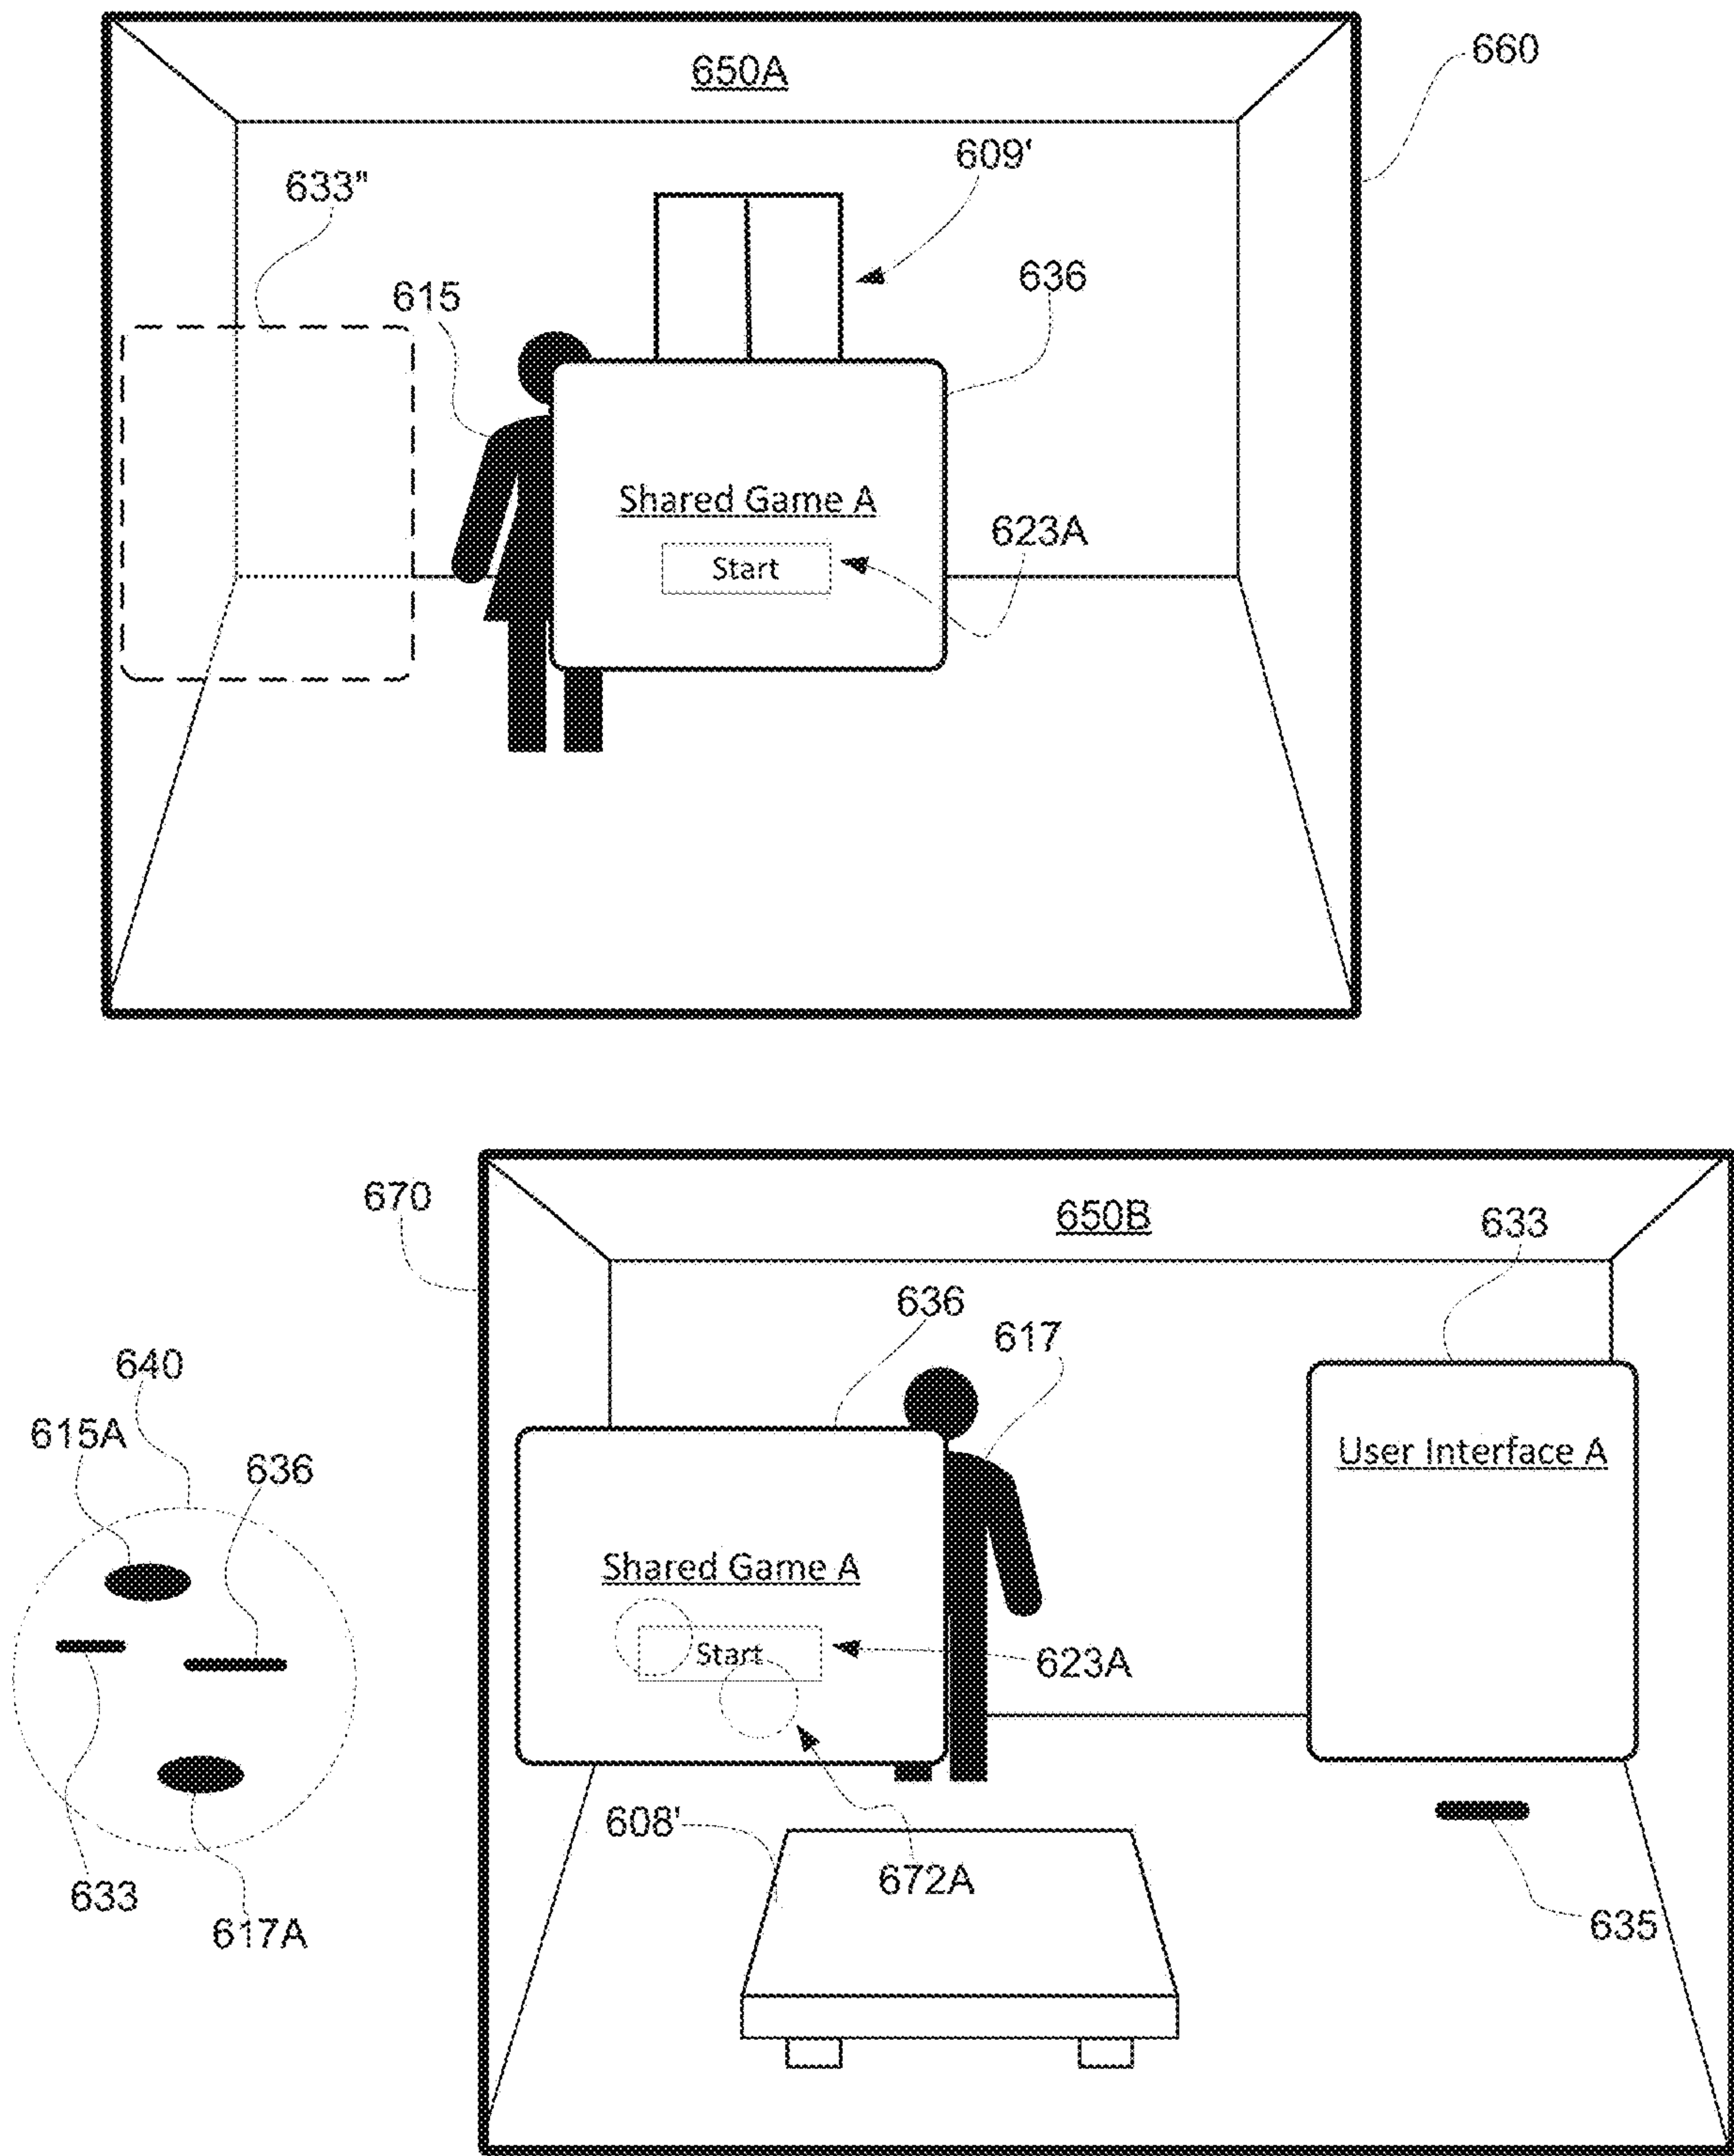 650A
660
609'
633"
636
615
Shared Game A
623A
Start
670
650B
633
636
617
640
615A
636
User Interface A
Shared Game A
Start
623A
608'
672A
633
617A
635